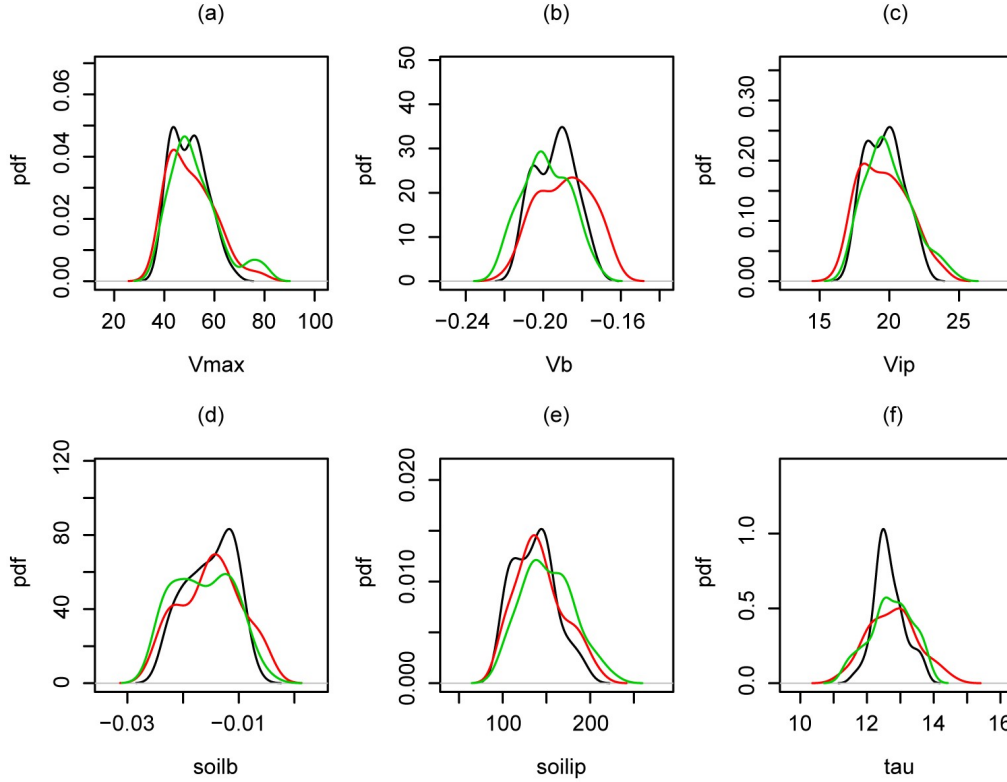 (a)
pdf
0.00 0.02 0.04 0.06
20 40 60 80 100
Vmax
(b)
pdf
0 10 20 30 40 50
−0.24 −0.20 −0.16
Vb
(c)
pdf
0.00 0.10 0.20 0.30
15 20 25
Vip
(d)
pdf
0 40 80 120
−0.03 −0.01
soilb
(e)
pdf
0.000 0.010 0.020
100 150 200
soilip
(f)
pdf
0.0 0.5 1.0
10 12 14 16
tau